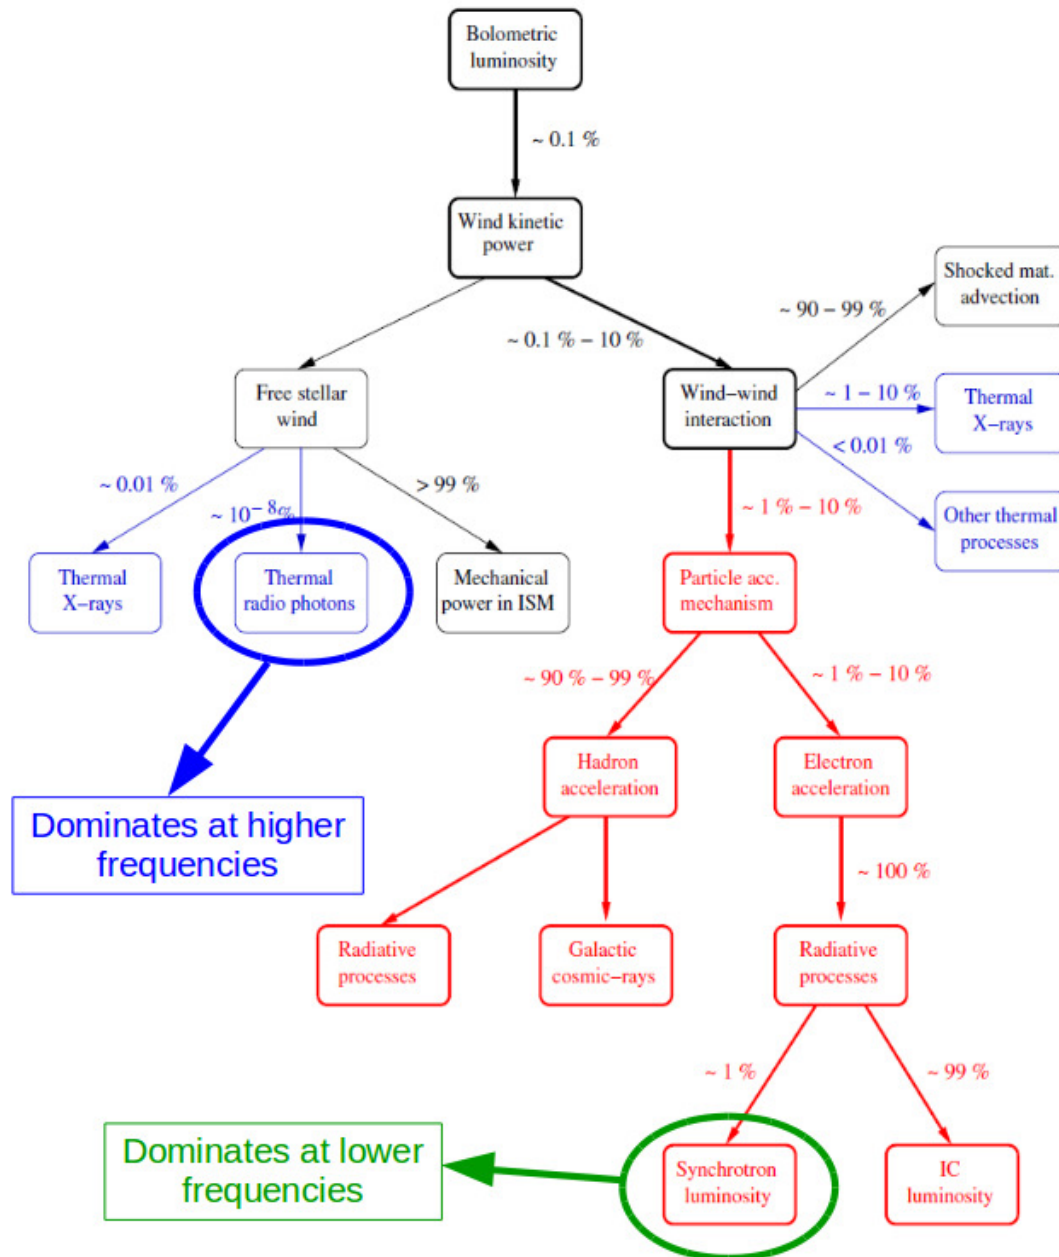 Bolometric
luminosity
~ 0.1 %
Wind kinetic
power
~ 0.1 % − 10 %
Free stellar
wind
Wind−wind
interaction
~ 90 − 99 %
Shocked mat.
advection
~ 1 − 10 %
Thermal
X−rays
< 0.01 %
Other thermal
processes
~ 0.01 %
~ 10⁻⁸%
> 99 %
Thermal
X−rays
Thermal
radio photons
Mechanical
power in ISM
~ 1 % − 10 %
Particle acc.
mechanism
~ 90 % − 99 %
~ 1 % − 10 %
Hadron
acceleration
Electron
acceleration
Dominates at higher
frequencies
~ 100 %
Radiative
processes
Galactic
cosmic−rays
Radiative
processes
~ 1 %
~ 99 %
Dominates at lower
frequencies
Synchrotron
luminosity
IC
luminosity